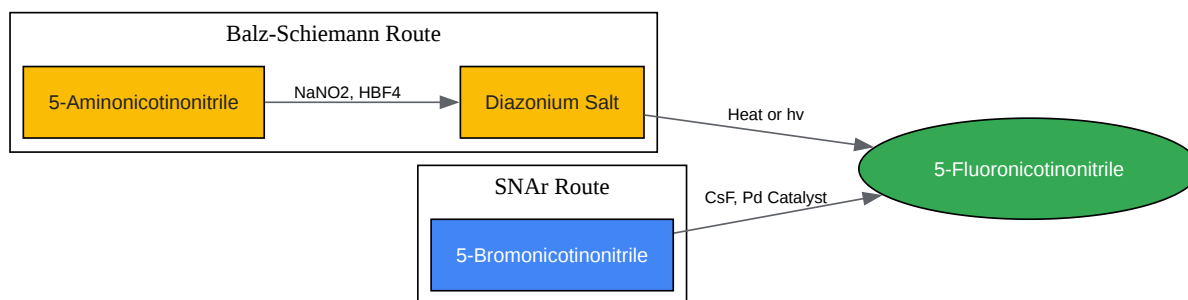 Balz-Schiemann Route
5-Aminonicotinonitrile
NaNO2, HBF4
Diazonium Salt
Heat or hv
5-Fluoronicotinonitrile
SNAr Route
CsF, Pd Catalyst
5-Bromonicotinonitrile